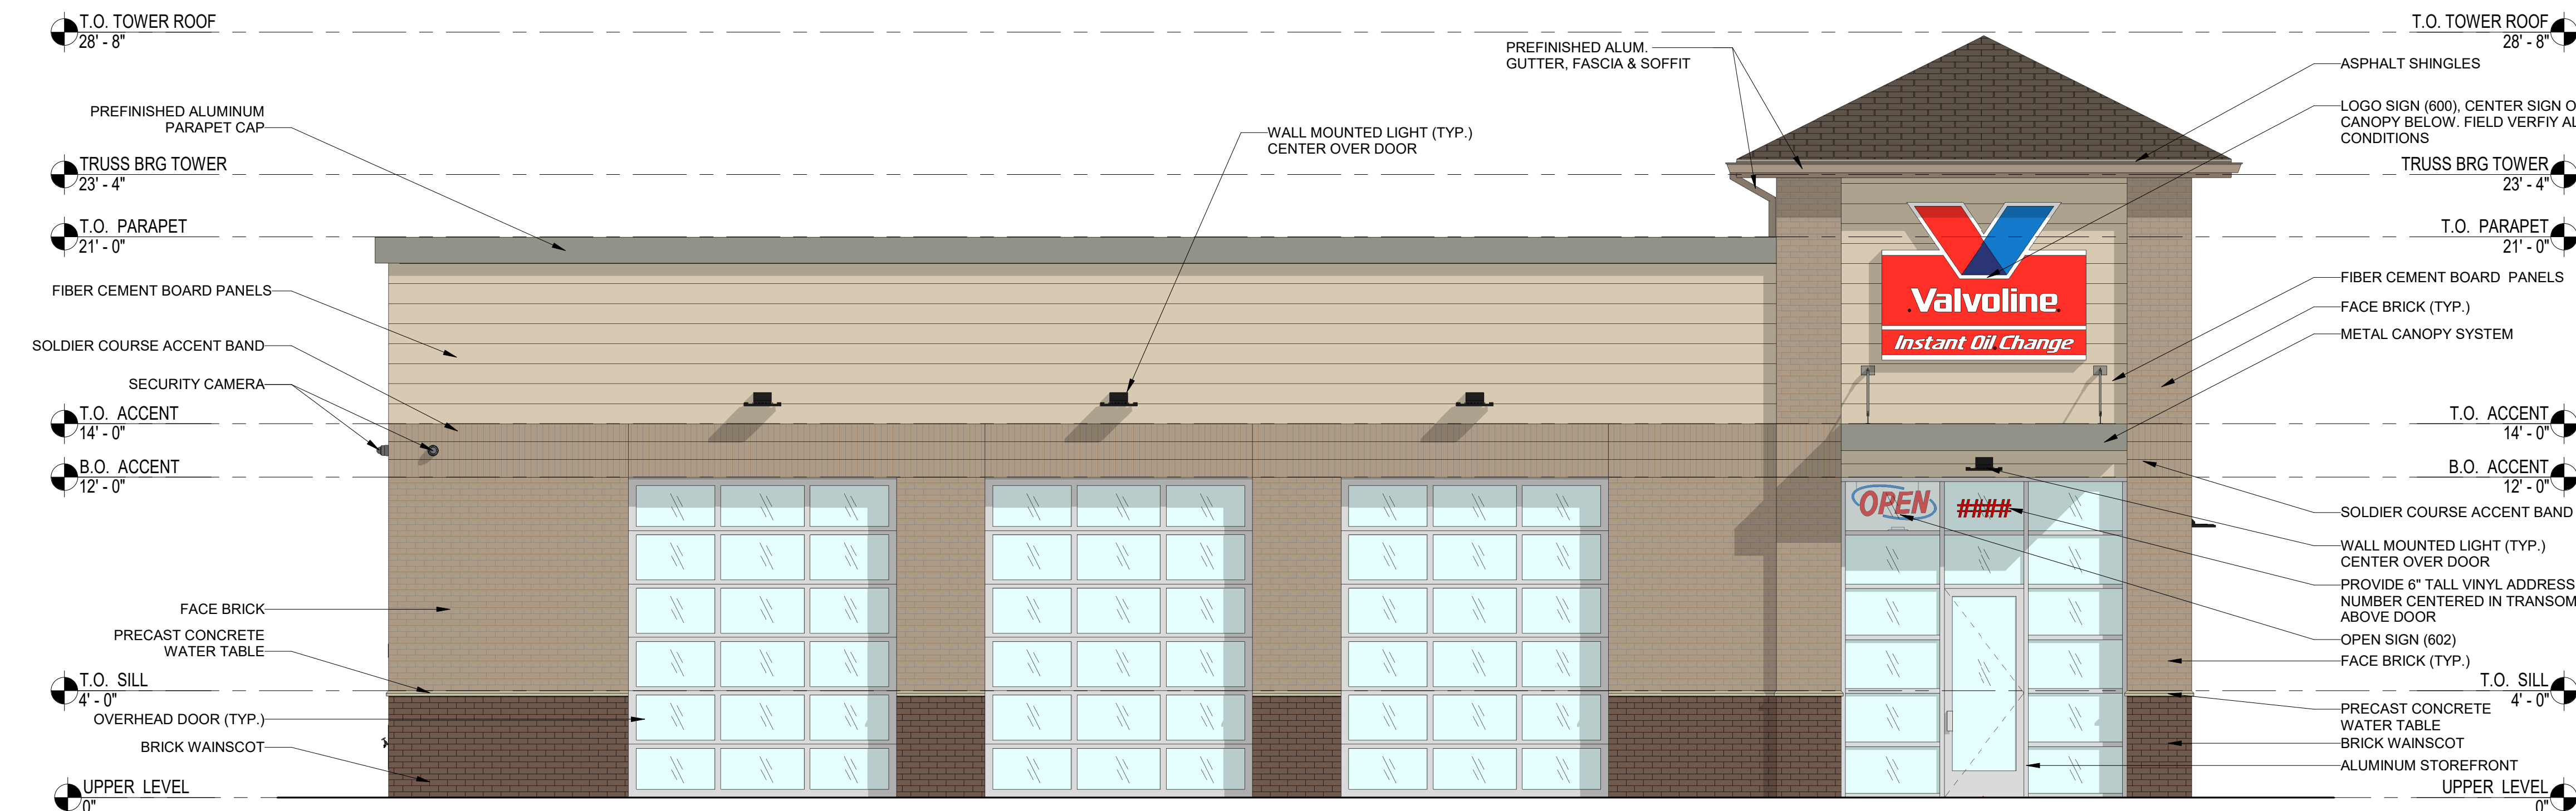 T.O. TOWER ROOF
28' - 8"
PREFINISHED ALUMINUM
PARAPET CAP
TRUSS BRG TOWER
23' - 4"
T.O. PARAPET
21' - 0"
FIBER CEMENT BOARD PANELS
SOLDIER COURSE ACCENT BAND
SECURITY CAMERA
T.O. ACCENT
14' - 0"
B.O. ACCENT
12' - 0"
FACE BRICK
PRECAST CONCRETE
WATER TABLE
T.O. SILL
4' - 0"
OVERHEAD DOOR (TYP.)
BRICK WAINSCOT
UPPER LEVEL
0"
WALL MOUNTED LIGHT (TYP.)
CENTER OVER DOOR
PREFINISHED ALUM.
GUTTER, FASCIA & SOFFIT
Valvoline
Instant Oil Change
OPEN
####
T.O. TOWER ROOF
28' - 8"
ASPHALT SHINGLES
LOGO SIGN (600), CENTER SIGN
CANOPY BELOW. FIELD VERFIY
CONDITIONS
TRUSS BRG TOWER
23' - 4"
T.O. PARAPET
21' - 0"
FIBER CEMENT BOARD PANELS
FACE BRICK (TYP.)
METAL CANOPY SYSTEM
T.O. ACCENT
14' - 0"
B.O. ACCENT
12' - 0"
SOLDIER COURSE ACCENT BAND
WALL MOUNTED LIGHT (TYP.)
CENTER OVER DOOR
PROVIDE 6" TALL VINYL ADDRESS
NUMBER CENTERED IN TRANSOM
ABOVE DOOR
OPEN SIGN (602)
FACE BRICK (TYP.)
T.O. SILL
4' - 0"
PRECAST CONCRETE
WATER TABLE
BRICK WAINSCOT
ALUMINUM STOREFRONT
UPPER LEVEL
0"